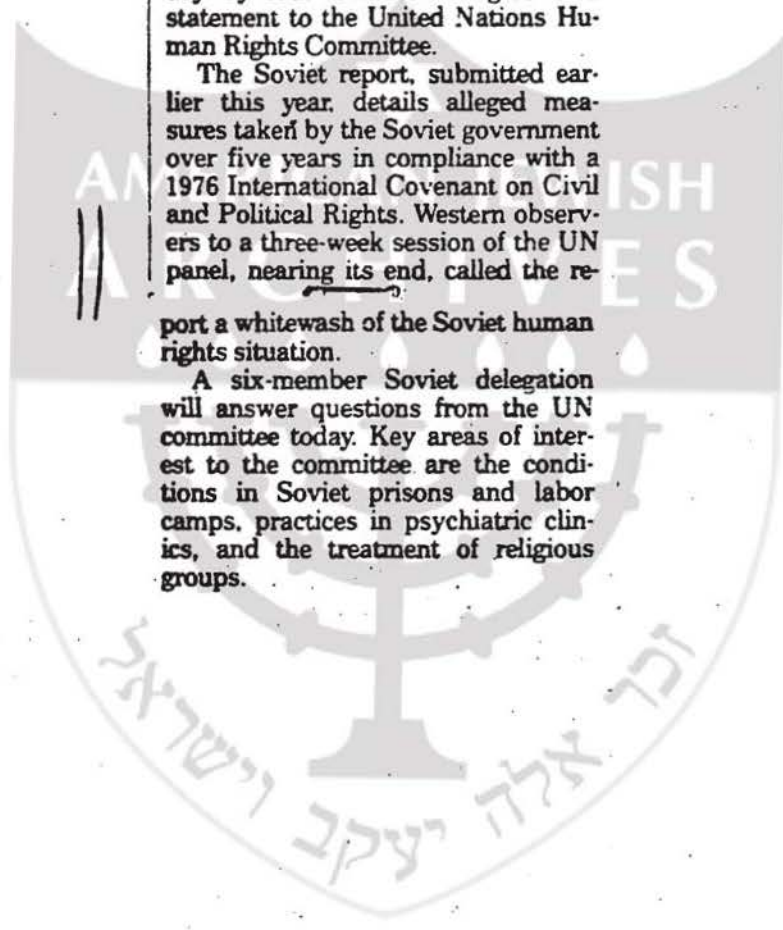 statement to the United Nations Hu-
man Rights Committee.
The Soviet report, submitted ear-
lier this year, details alleged mea-
sures taken by the Soviet government
over five years in compliance with a
1976 International Covenant on Civil
and Political Rights. Western observ-
ers to a three-week session of the UN
panel, nearing its end, called the re-
port a whitewash of the Soviet human
rights situation.
A six-member Soviet delegation
will answer questions from the UN
committee today. Key areas of inter-
est to the committee are the condi-
tions in Soviet prisons and labor
camps, practices in psychiatric clin-
ics, and the treatment of religious
groups.
AMERICAN JEWISH
ARCHIVES
זכר אלה יעקב וישראל